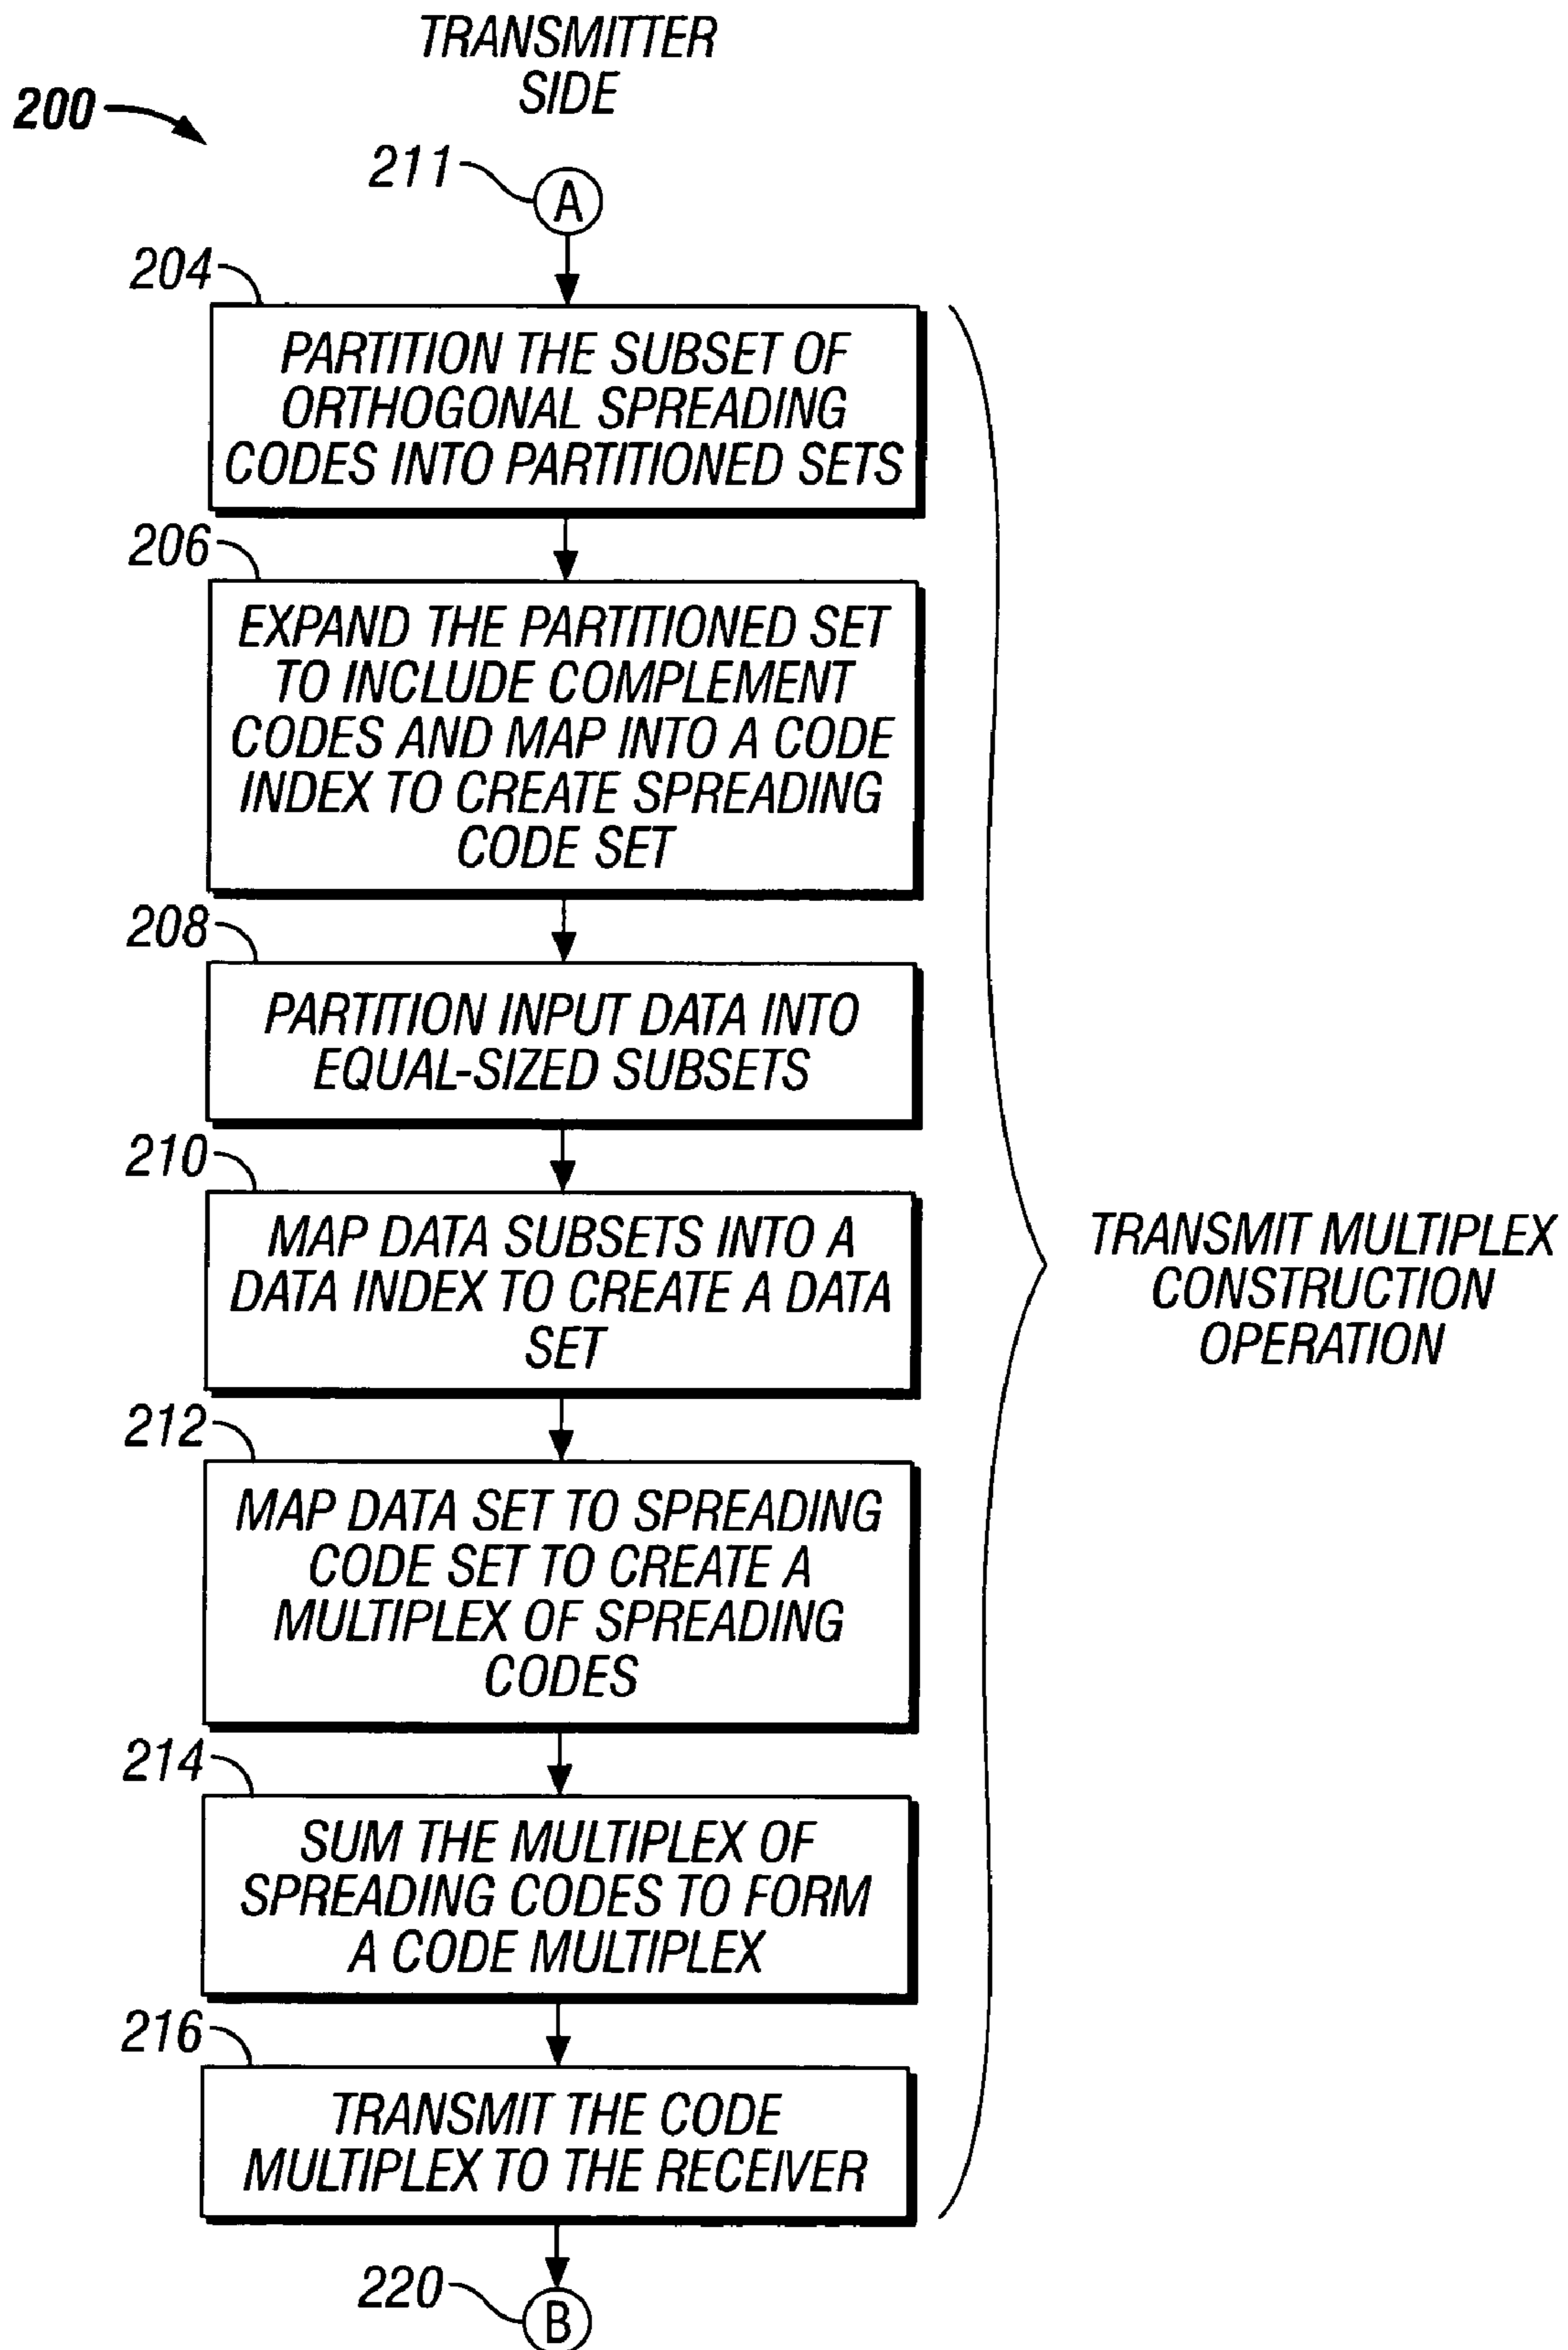 TRANSMITTER
SIDE
200
211
A
204
PARTITION THE SUBSET OF
ORTHOGONAL SPREADING
CODES INTO PARTITIONED SETS
206
EXPAND THE PARTITIONED SET
TO INCLUDE COMPLEMENT
CODES AND MAP INTO A CODE
INDEX TO CREATE SPREADING
CODE SET
208
PARTITION INPUT DATA INTO
EQUAL-SIZED SUBSETS
210
MAP DATA SUBSETS INTO A
DATA INDEX TO CREATE A DATA
SET
TRANSMIT MULTIPLEX
CONSTRUCTION
OPERATION
212
MAP DATA SET TO SPREADING
CODE SET TO CREATE A
MULTIPLEX OF SPREADING
CODES
214
SUM THE MULTIPLEX OF
SPREADING CODES TO FORM
A CODE MULTIPLEX
216
TRANSMIT THE CODE
MULTIPLEX TO THE RECEIVER
220
B